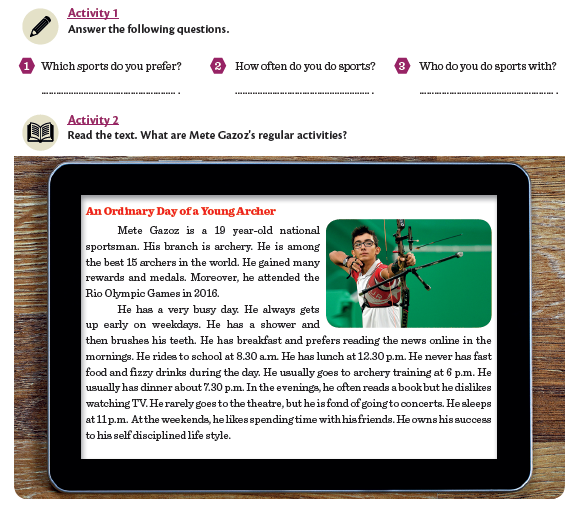 Activity 1
Answer the following questions.
1 Which sports do you prefer?
2 How often do you do sports?
3 Who do you do sports with?
.................................................. .
.................................................. .
.................................................. .
Activity 2
Read the text. What are Mete Gazoz's regular activities?
An Ordinary Day of a Young Archer
Mete Gazoz is a 19 year-old national
sportsman. His branch is archery. He is among
the best 15 archers in the world. He gained many
rewards and medals. Moreover, he attended the
Rio Olympic Games in 2016.
He has a very busy day. He always gets
up early on weekdays. He has a shower and
then brushes his teeth. He has breakfast and prefers reading the news online in the
mornings. He rides to school at 8.30 a.m. He has lunch at 12.30 p.m. He never has fast
food and fizzy drinks during the day. He usually goes to archery training at 6 p.m. He
usually has dinner about 7.30 p.m. In the evenings, he often reads a book but he dislikes
watching TV. He rarely goes to the theatre, but he is fond of going to concerts. He sleeps
at 11 p.m. At the weekends, he likes spending time with his friends. He owns his success
to his self disciplined life style.